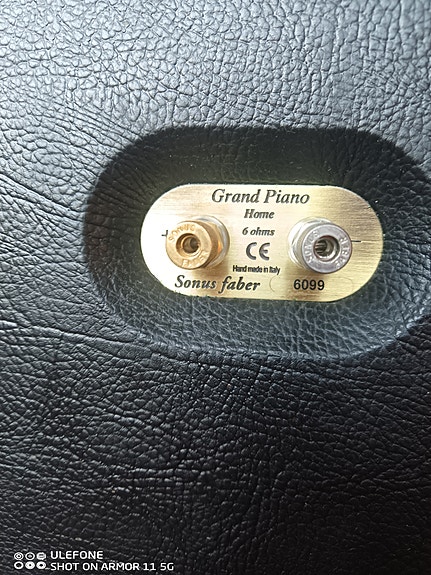 Grand Piano
Home
6 ohms
+ -
CE
Hand made in Italy
Sonus faber 6099
ULEFONE
SHOT ON ARMOR 11 5G